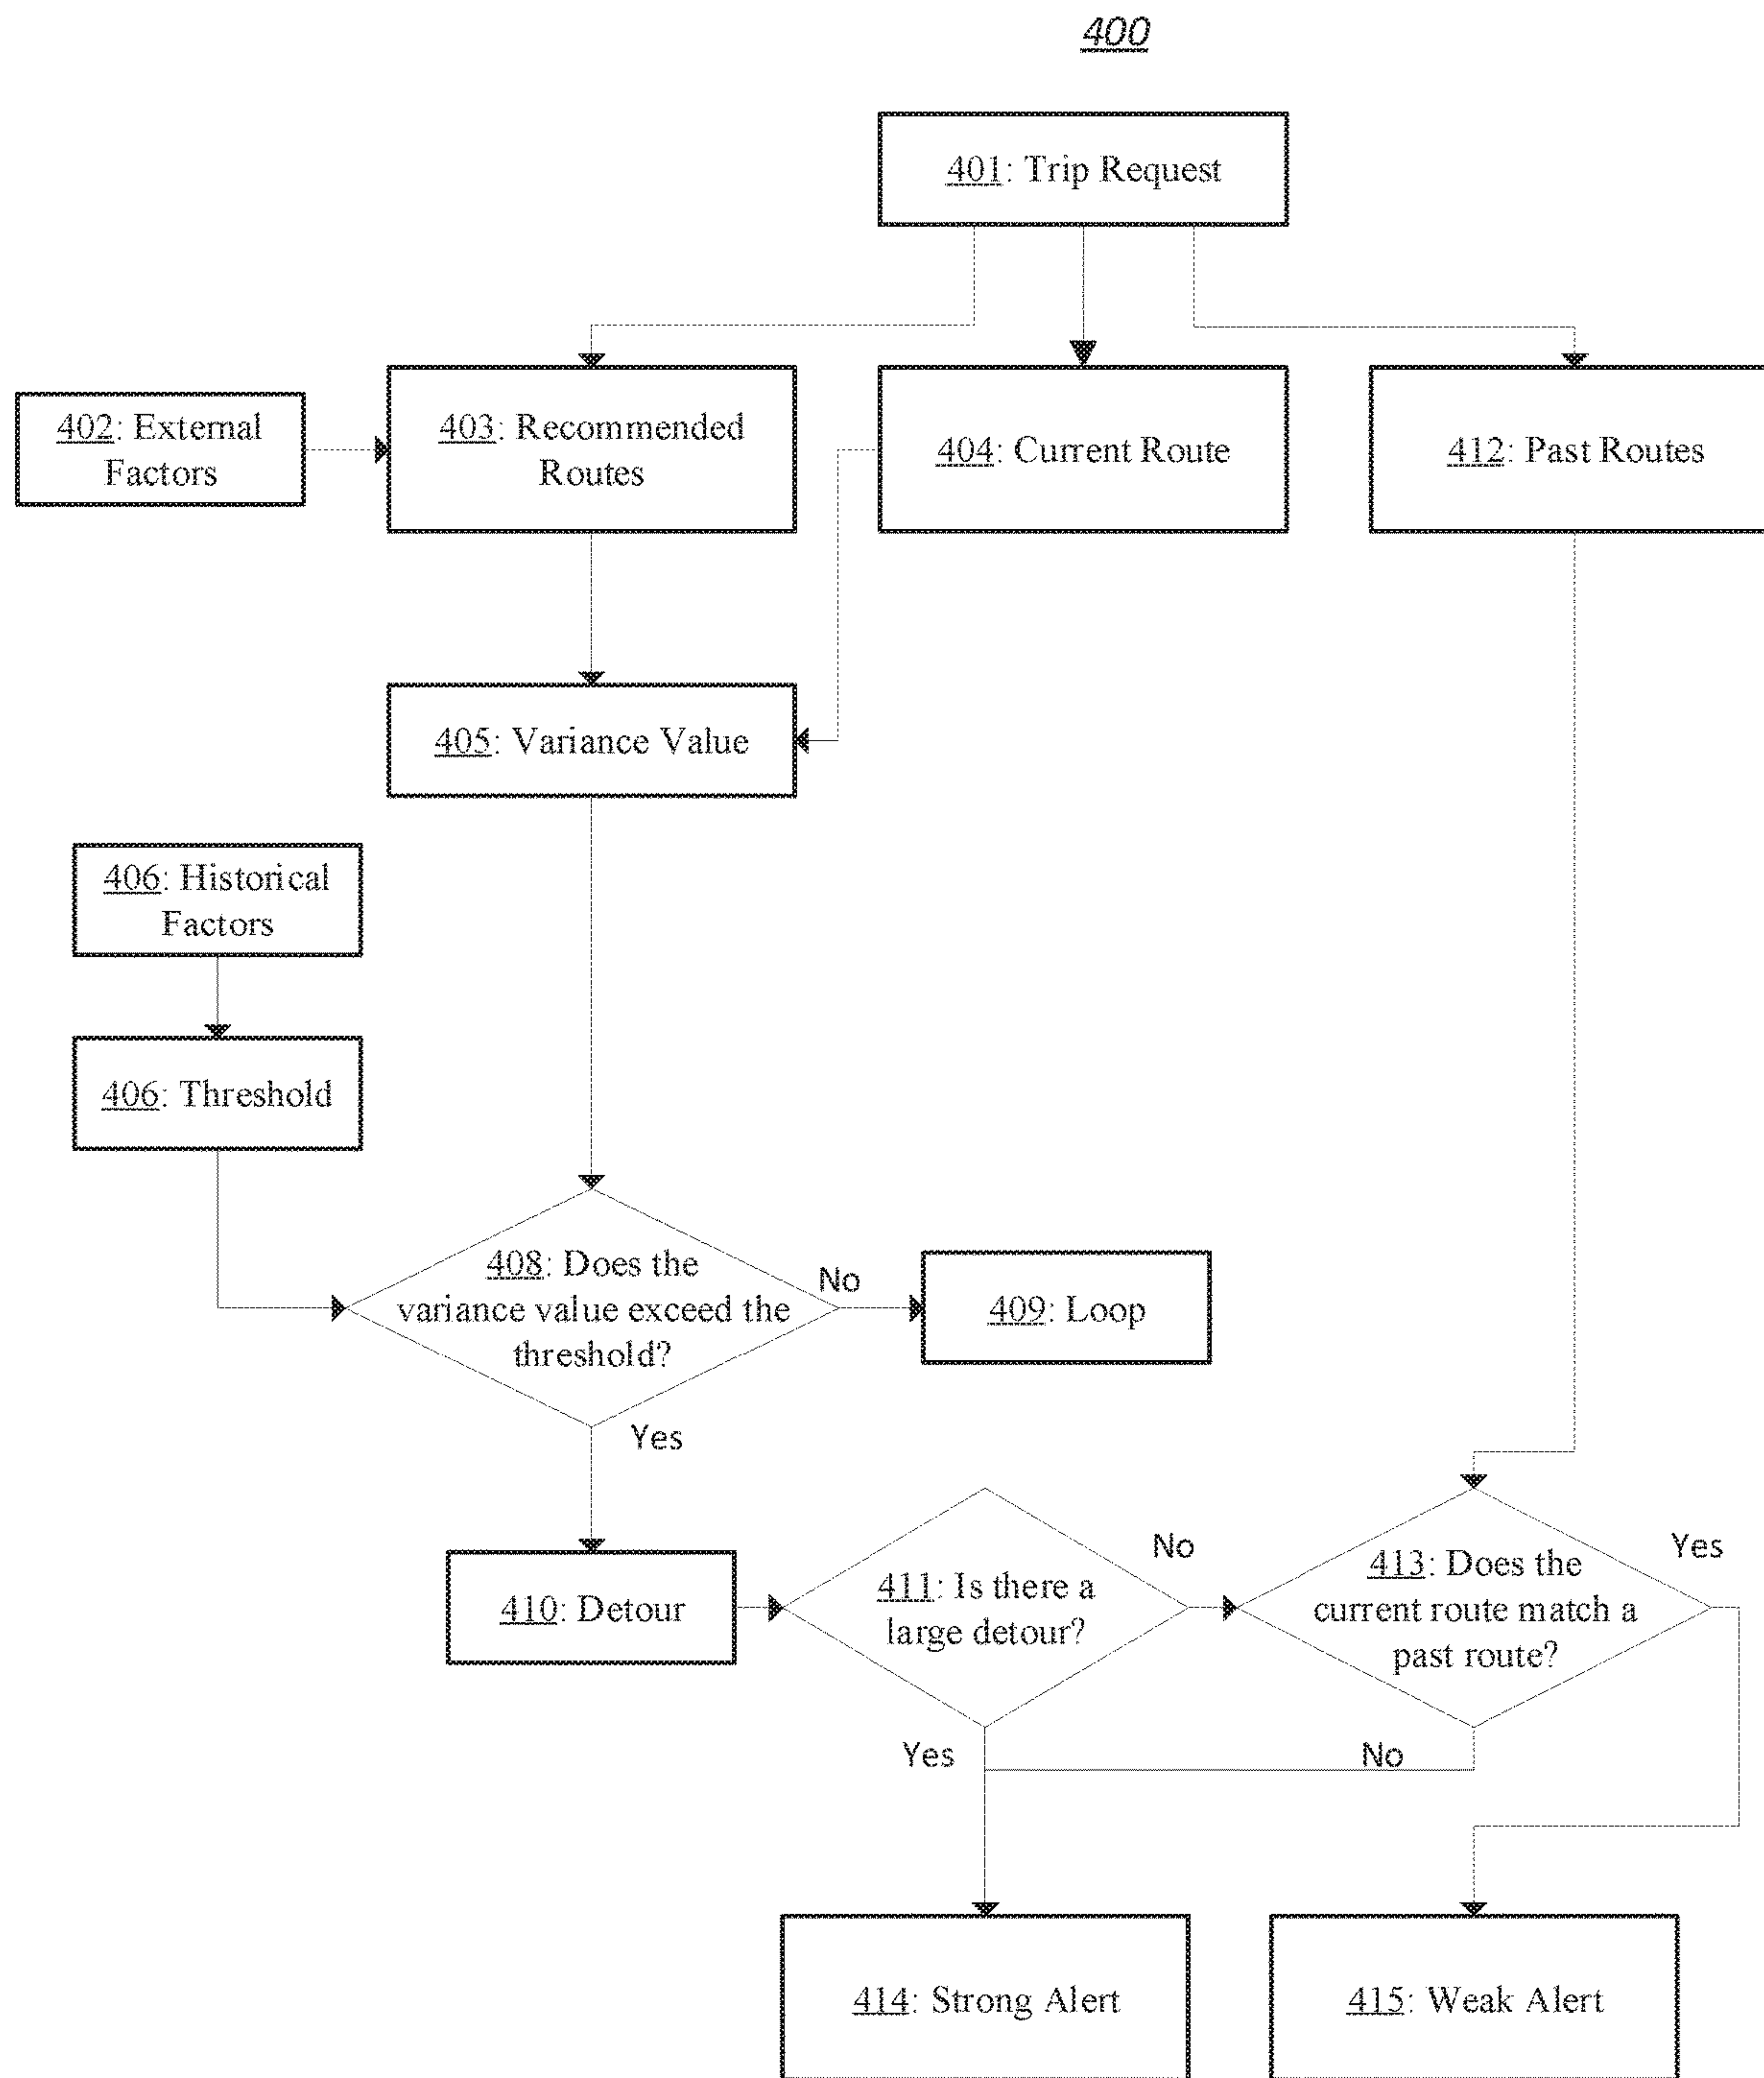 400
401: Trip Request
402: External
Factors
403: Recommended
Routes
404: Current Route
412: Past Routes
405: Variance Value
406: Historical
Factors
406: Threshold
408: Does the
variance value exceed the
threshold?
No
409: Loop
Yes
410: Detour
411: Is there a
large detour?
No
413: Does the
current route match a
past route?
Yes
Yes
No
414: Strong Alert
415: Weak Alert